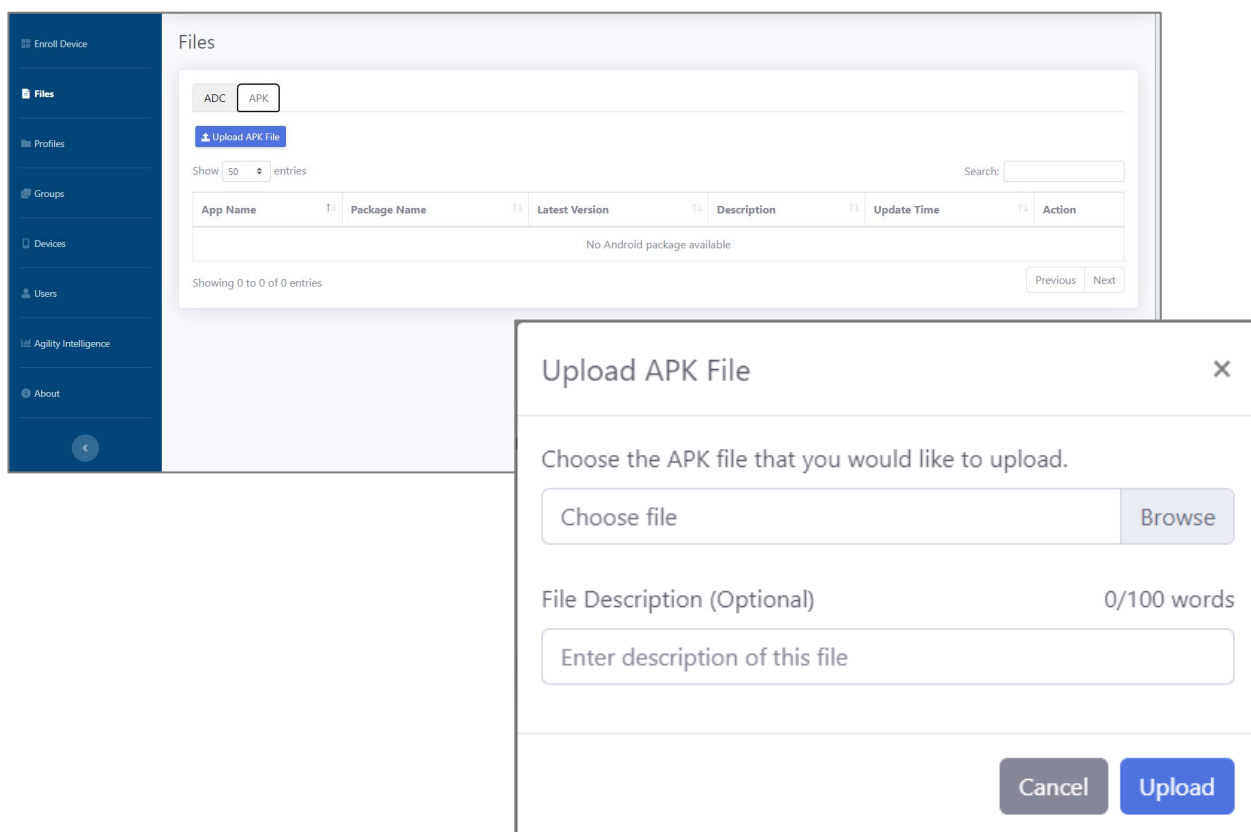 Enroll Device
Files
Profiles
Groups
Devices
Users
Agility Intelligence
About
Files
ADC APK
Upload APK File
Show 50 entries Search:
App Name Package Name Latest Version Description Update Time Action
No Android package available
Showing 0 to 0 of 0 entries Previous Next
Upload APK File ×
Choose the APK file that you would like to upload.
Choose file Browse
File Description (Optional) 0/100 words
Enter description of this file
Cancel Upload